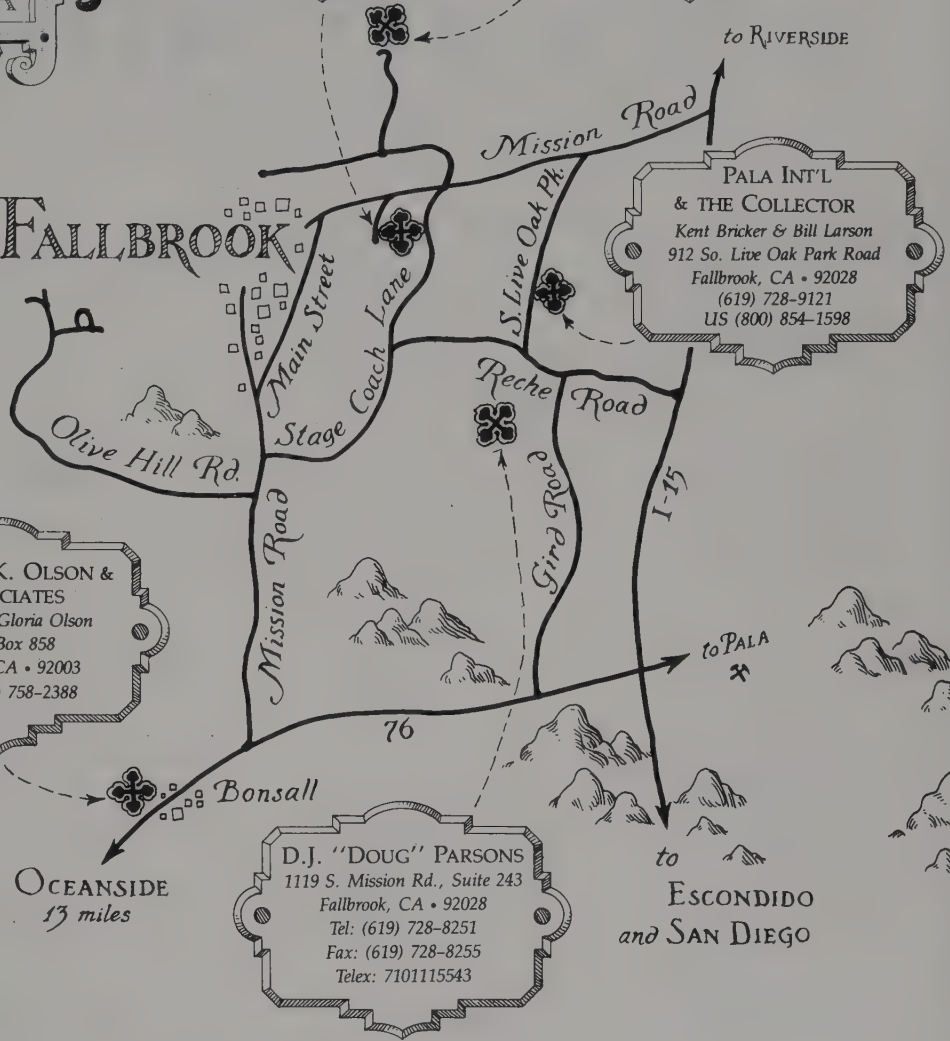 to RIVERSIDE
Mission Road
PALA INT'L
& THE COLLECTOR
Kent Bricker & Bill Larson
912 So. Live Oak Park Road
Fallbrook, CA • 92028
(619) 728-9121
US (800) 854-1598
FALLBROOK
Main Street
Stage Coach Lane
S. Live Oak Pk.
Reche Road
Olive Hill Rd.
Mission Road
Gird Road
I-15
K. OLSON &
CIATES
Gloria Olson
Box 858
CA • 92003
758-2388
to PALA
76
Bonsall
OCEANSIDE
13 miles
D.J. "DOUG" PARSONS
1119 S. Mission Rd., Suite 243
Fallbrook, CA • 92028
Tel: (619) 728-8251
Fax: (619) 728-8255
Telex: 7101115543
to
ESCONDIDO
and SAN DIEGO